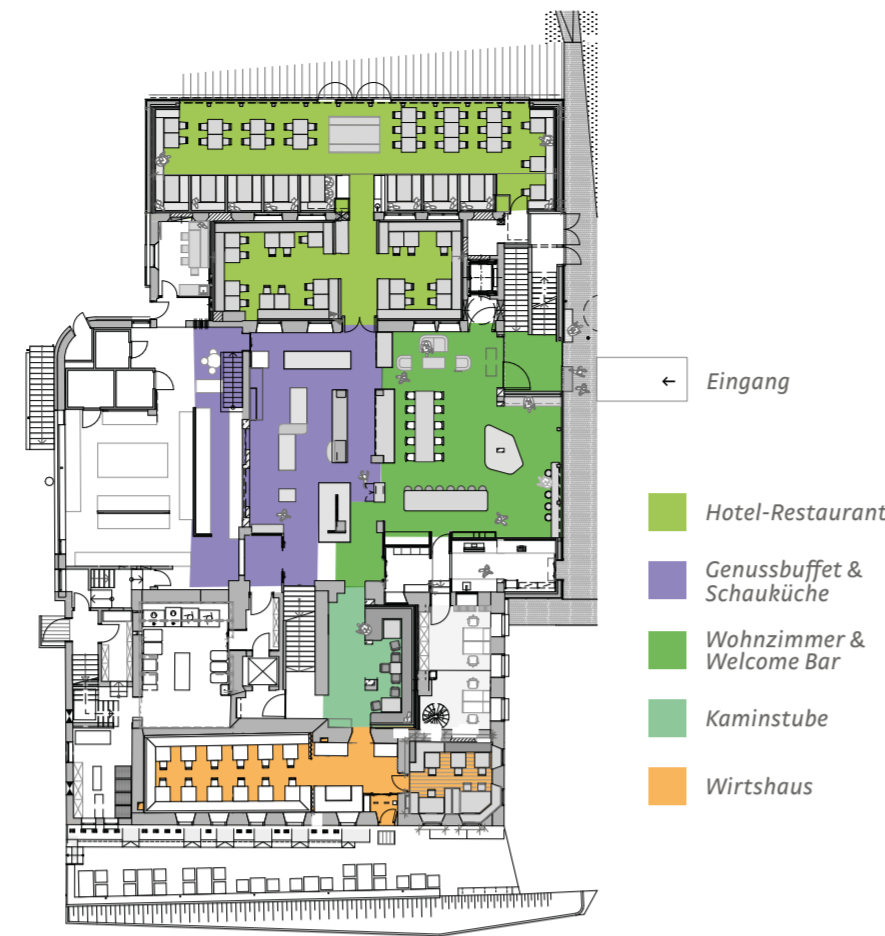 Eingang
Hotel-Restaurant
Genussbuffet &
Schauküche
Wohnzimmer &
Welcome Bar
Kaminstube
Wirtshaus